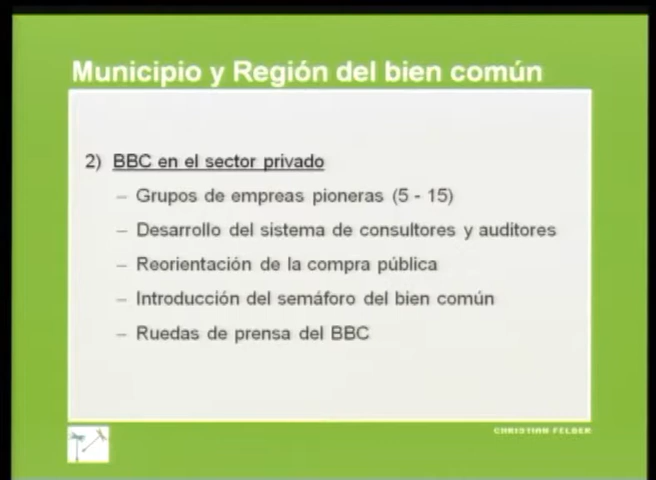 Municipio y Región del bien común
2) BBC en el sector privado
– Grupos de empreas pioneras (5 - 15)
– Desarrollo del sistema de consultores y auditores
– Reorientación de la compra pública
– Introducción del semáforo del bien común
– Ruedas de prensa del BBC
CHRISTIAN FELBER